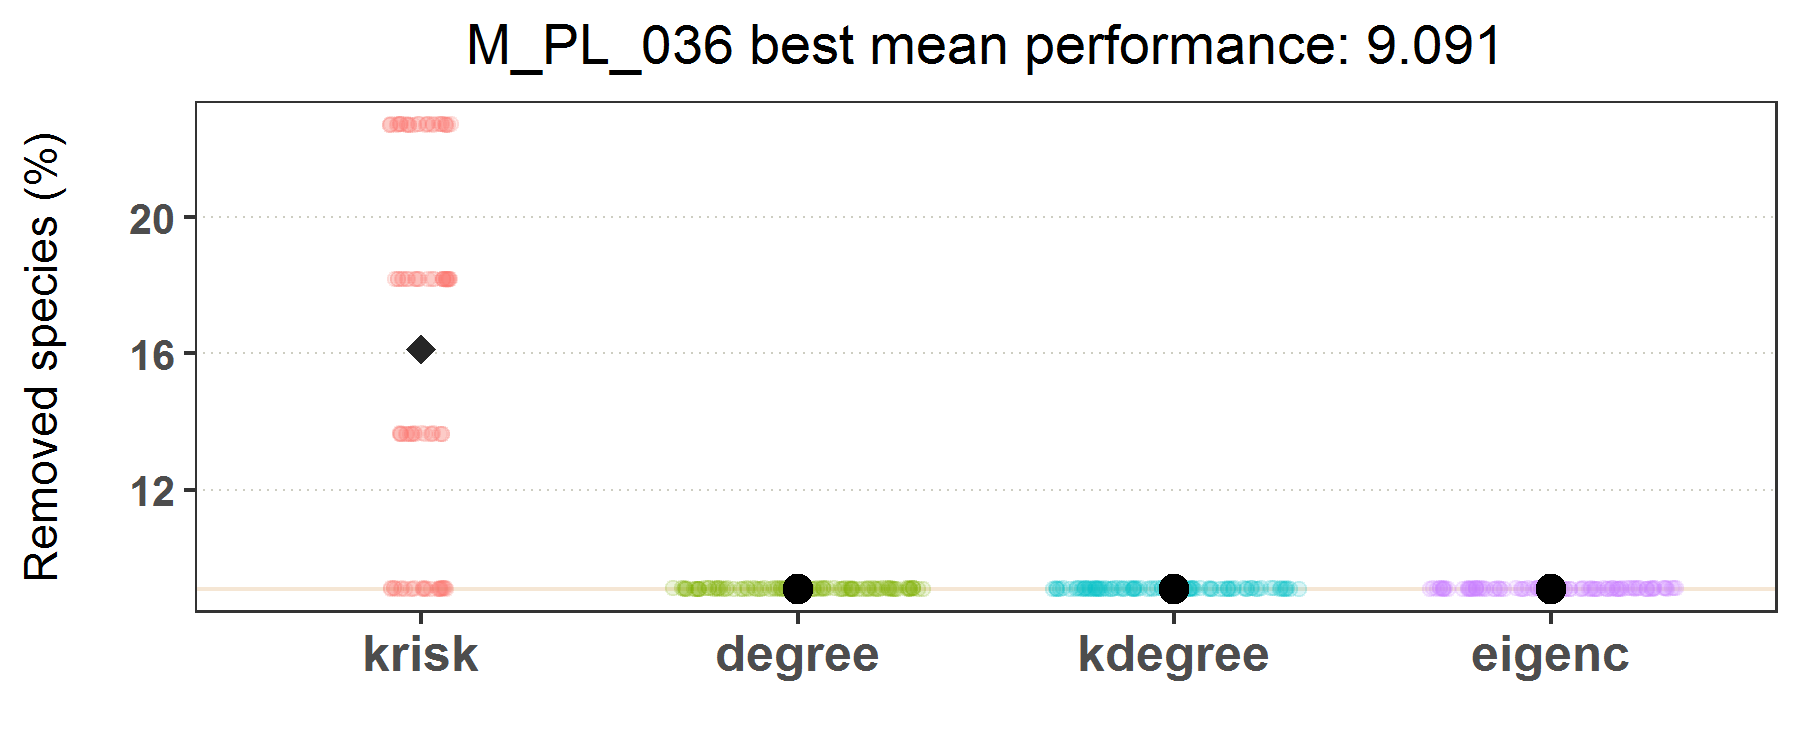 M_PL_036 best mean performance: 9.091
Removed species (%)
20
16
12
krisk degree kdegree eigenc